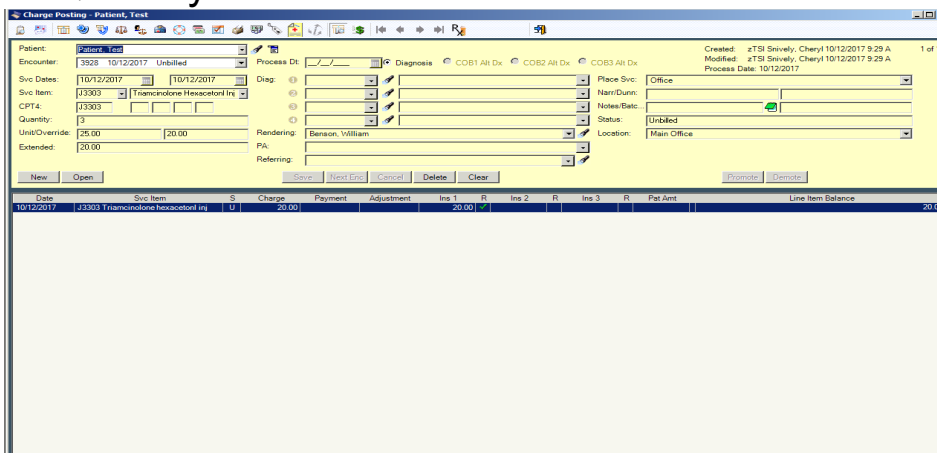 Charge Posting - Patient, Test
Patient: Patient, Test
Created: zTSI Snively, Cheryl 10/12/2017 9:29 A 1 of
Encounter: 3928 10/12/2017 Unbilled Process Dt: __/__/____ Diagnosis COB1 Alt Dx COB2 Alt Dx COB3 Alt Dx
Modified: zTSI Snively, Cheryl 10/12/2017 9:29 A
Process Date: 10/12/2017
Svc Dates: 10/12/2017 10/12/2017 Diag: Place Svc: Office
Svc Item: J3303 Triamcinolone Hexacetonl Inj Narr/Dunn:
CPT4: J3303 Notes/Batc...
Quantity: 3 Status: Unbilled
Unit/Override: 25.00 20.00 Rendering: Benson, William Location: Main Office
Extended: 20.00 PA:
Referring:
New Open Save Next Enc Cancel Delete Clear Promote Demote
Date Svc Item S Charge Payment Adjustment Ins 1 R Ins 2 R Ins 3 R Pat Amt Line Item Balance
10/12/2017 J3303 Triamcinolone hexacetonl inj U 20.00 20.00 20.0